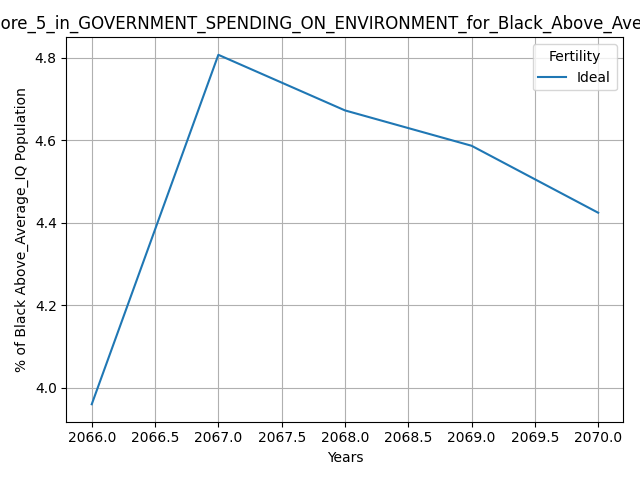 ore_5_in_GOVERNMENT_SPENDING_ON_ENVIRONMENT_for_Black_Above_Ave
Fertility
Ideal
% of Black Above_Average_IQ Population
4.8
4.6
4.4
4.2
4.0
2066.0 2066.5 2067.0 2067.5 2068.0 2068.5 2069.0 2069.5 2070.0
Years